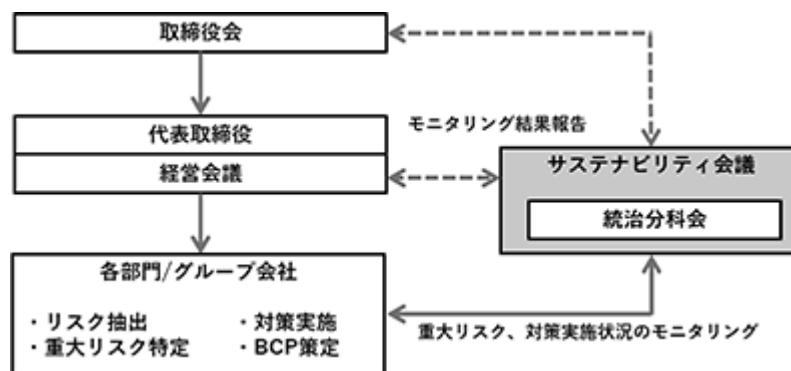 取締役会
代表取締役
モニタリング結果報告
経営会議
サステナビリティ会議
統治分科会
各部門/グループ会社
・リスク抽出 ・対策実施
・重大リスク特定 ・BCP策定
重大リスク、対策実施状況のモニタリング